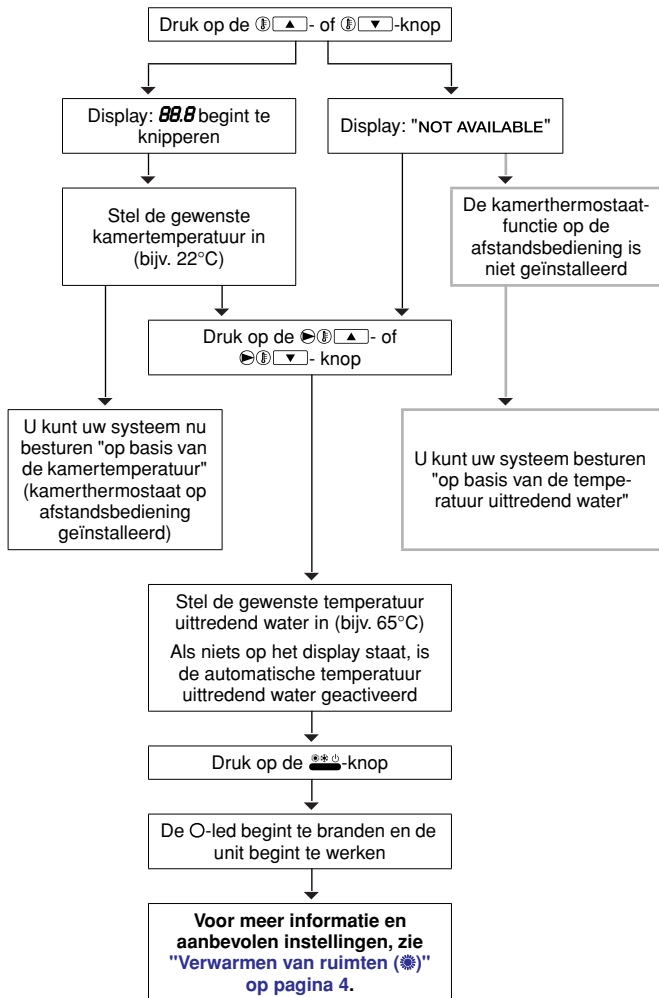 Druk op de ▲ - of ▼ -knop
Display: 88.8 begint te
knipperen
Display: "NOT AVAILABLE"
Stel de gewenste
kamertemperatuur in
(bijv. 22°C)
De kamerthermostaat-
functie op de
afstandsbediening is
niet geïnstalleerd
Druk op de ▲ - of
▼ - knop
U kunt uw systeem nu
besturen "op basis van
de kamertemperatuur"
(kamerthermostaat op
afstandsbediening
geïnstalleerd)
U kunt uw systeem besturen
"op basis van de tempe-
ratuur uittredend water"
Stel de gewenste temperatuur
uittredend water in (bijv. 65°C)
Als niets op het display staat, is
de automatische temperatuur
uittredend water geactiveerd
Druk op de -knop
De O-led begint te branden en de
unit begint te werken
Voor meer informatie en
aanbevolen instellingen, zie
"Verwarmen van ruimten (☀)"
op pagina 4.